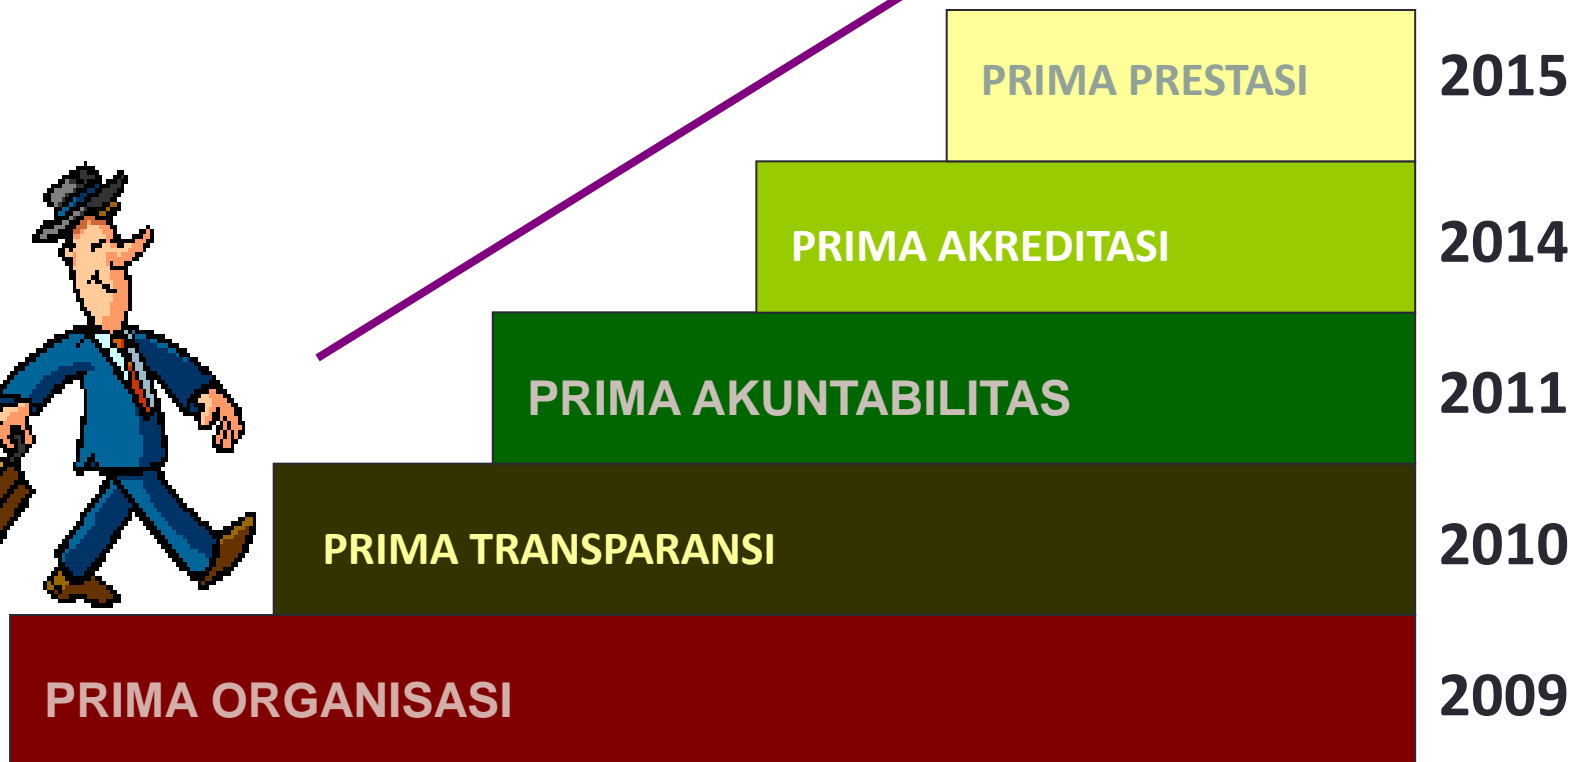 PRIMA PRESTASI 2015
PRIMA AKREDITASI 2014
PRIMA AKUNTABILITAS 2011
PRIMA TRANSPARANSI 2010
PRIMA ORGANISASI 2009